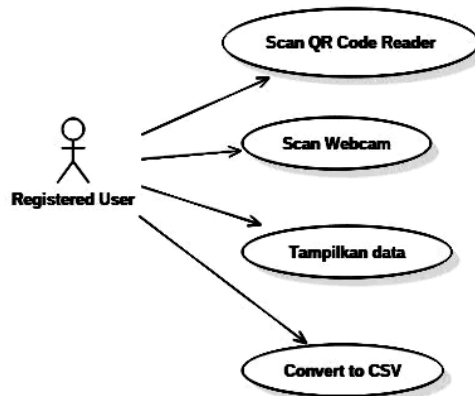 Scan QR Code Reader
Scan Webcam
Registered User
Tampilkan data
Convert to CSV